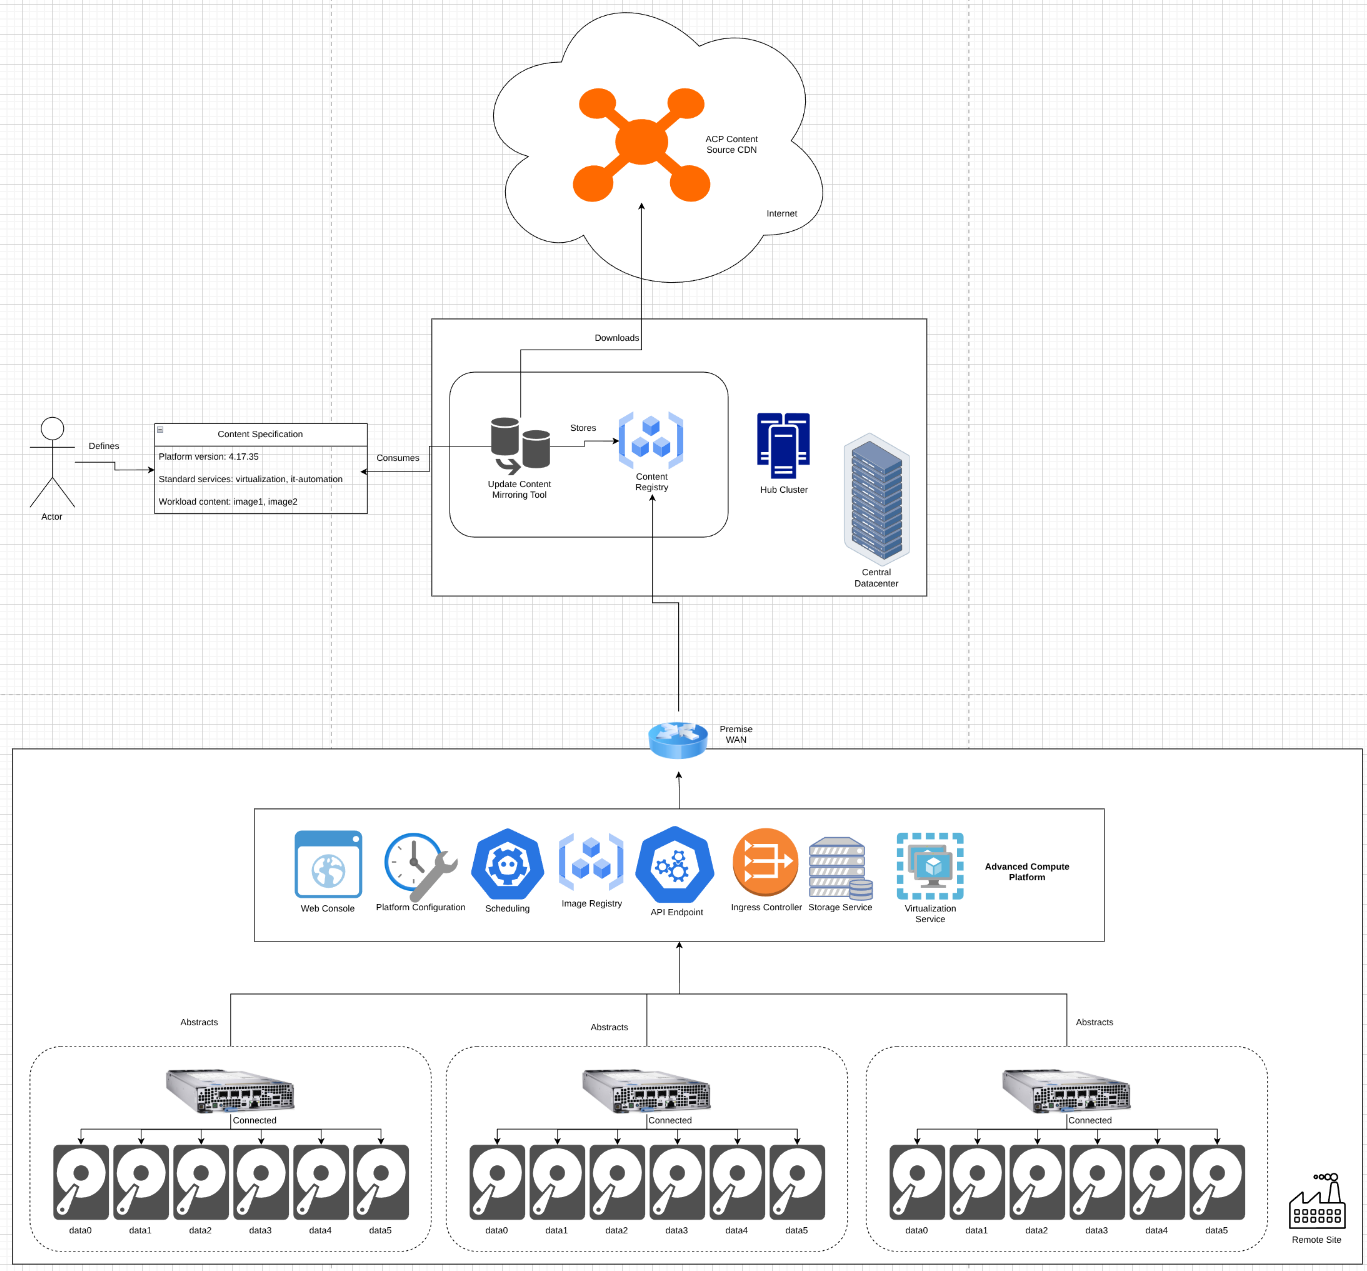 ACP Content
Source CDN
Internet
Downloads
Defines
Actor
Content Specification
Platform version: 4.17.35
Standard services: virtualization, it-automation
Workload content: image1, image2
Consumes
Update Content
Mirroring Tool
Stores
Content
Registry
Hub Cluster
Central
Datacenter
Premise
WAN
Web Console
Platform Configuration
Scheduling
Image Registry
API Endpoint
Ingress Controller
Storage Service
Virtualization
Service
Advanced Compute
Platform
Abstracts
Abstracts
Abstracts
Connected
data0
data1
data2
data3
data4
data5
Connected
data0
data1
data2
data3
data4
data5
Connected
data0
data1
data2
data3
data4
data5
Remote Site